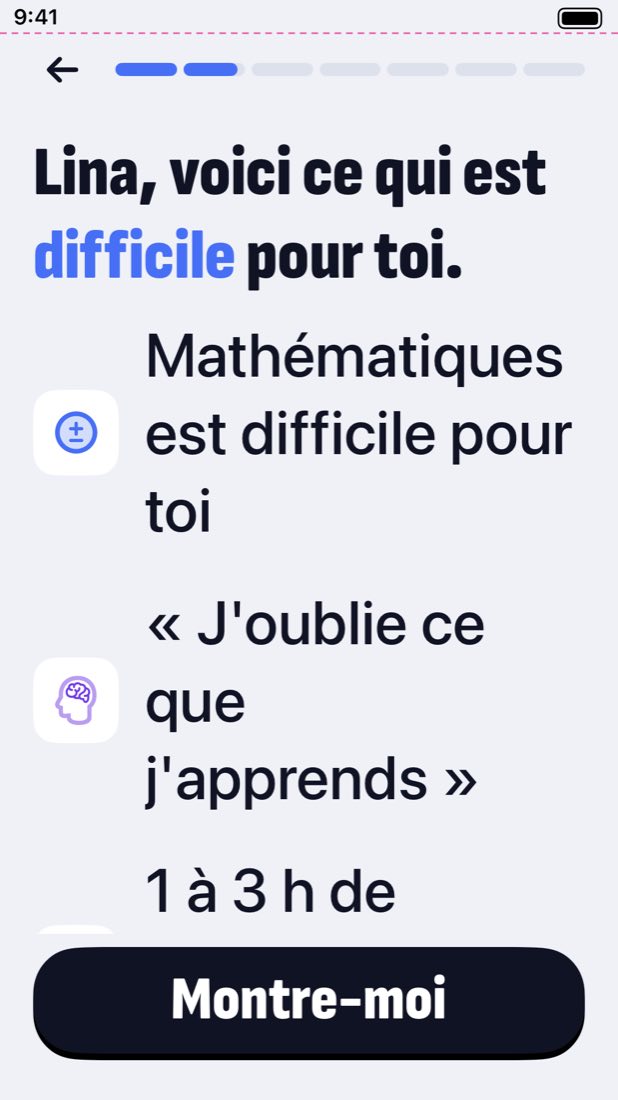 9:41
Lina, voici ce qui est
difficile pour toi.
Mathématiques
est difficile pour
toi
« J'oublie ce
que
j'apprends »
1 à 3 h de
Montre-moi